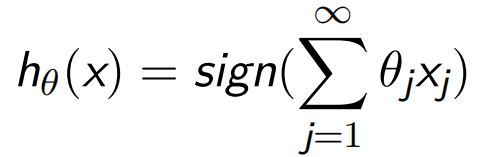 h_θ(x) = sign(∑_{j=1}^{∞} θ_j x_j)